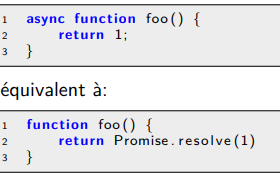 1 async function foo() {
2 return 1;
3 }
équivalent à:
1 function foo() {
2 return Promise.resolve(1)
3 }